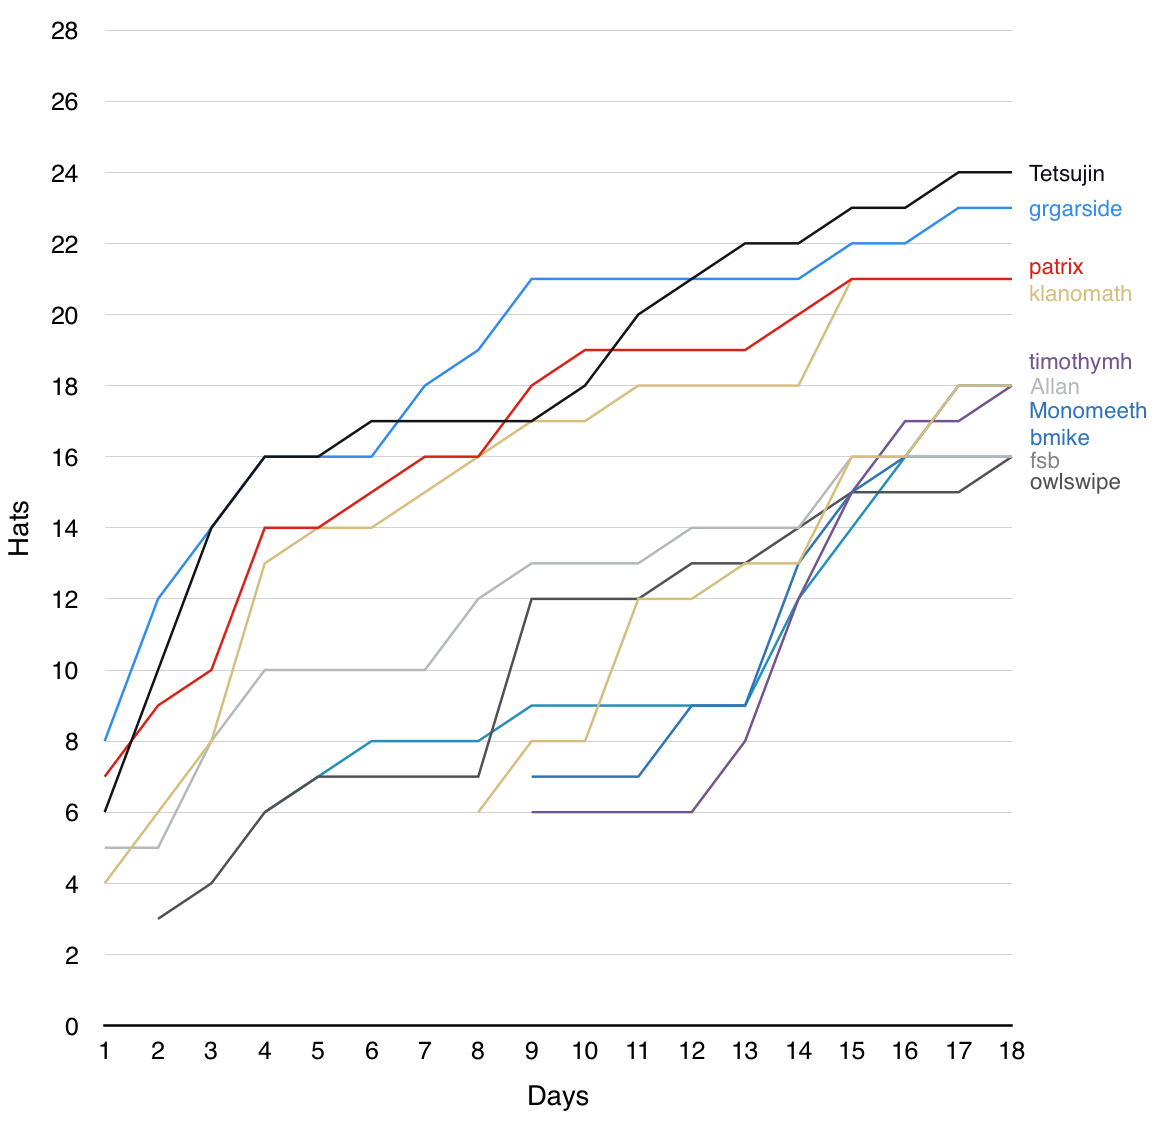 28
26
24
22
20
18
16
14
12
10
8
6
4
2
0
Hats
1 2 3 4 5 6 7 8 9 10 11 12 13 14 15 16 17 18
Days
Tetsujin
grgarside
patrix
klanomath
timothymh
Allan
Monomeeth
bmike
fsb
owlswipe